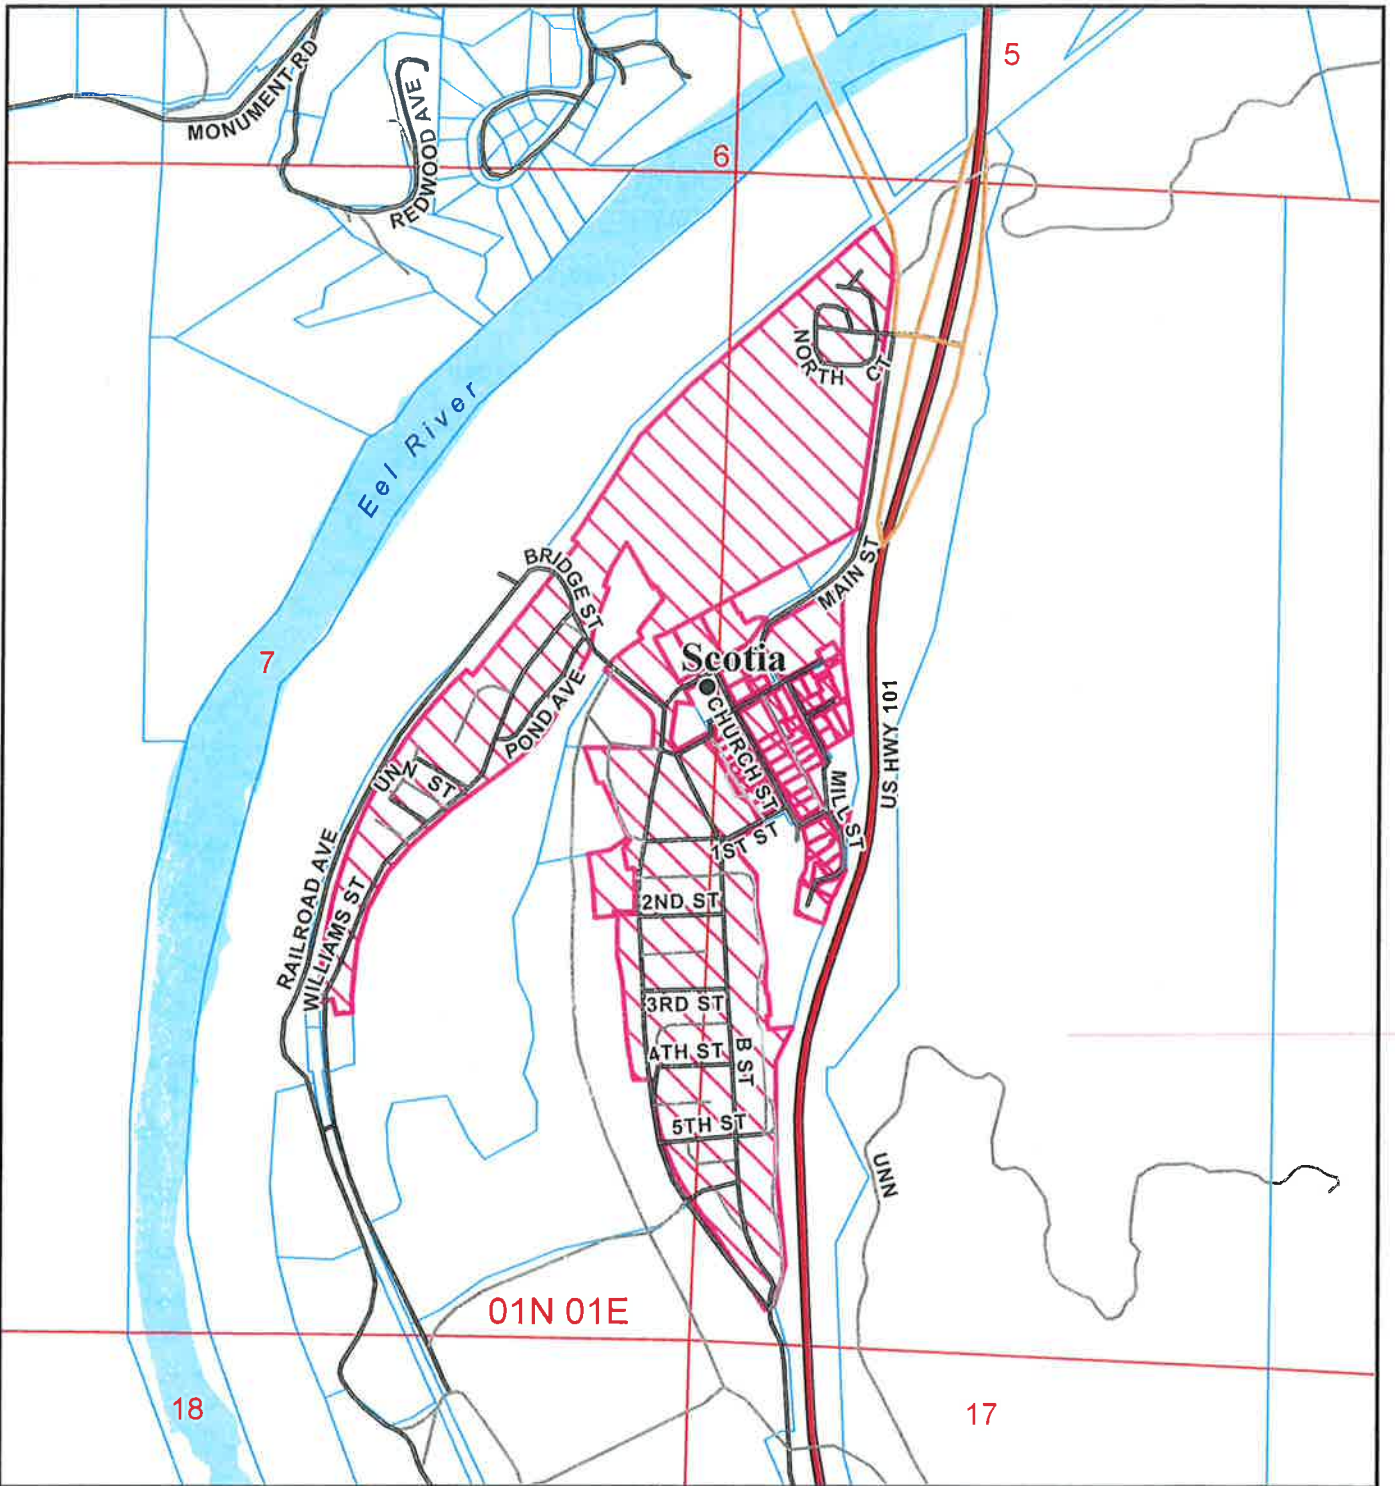 5
MONUMENT RD
REDWOOD AVE
6
NORTH CT
Eel River
BRIDGE ST
MAIN ST
7
Scotia
POND AVE
US HWY 101
CHURCH ST
UNN ST
MILL ST
1ST ST
RAILROAD AVE
WILLIAMS ST
2ND ST
3RD ST
4TH ST
B ST
5TH ST
UNN
01N 01E
18
17